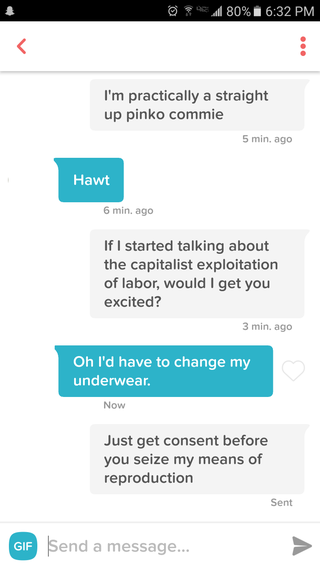 80% 6:32 PM
I'm practically a straight
up pinko commie
5 min. ago
Hawt
6 min. ago
If I started talking about
the capitalist exploitation
of labor, would I get you
excited?
3 min. ago
Oh I'd have to change my
underwear.
Now
Just get consent before
you seize my means of
reproduction
Sent
GIF Send a message...